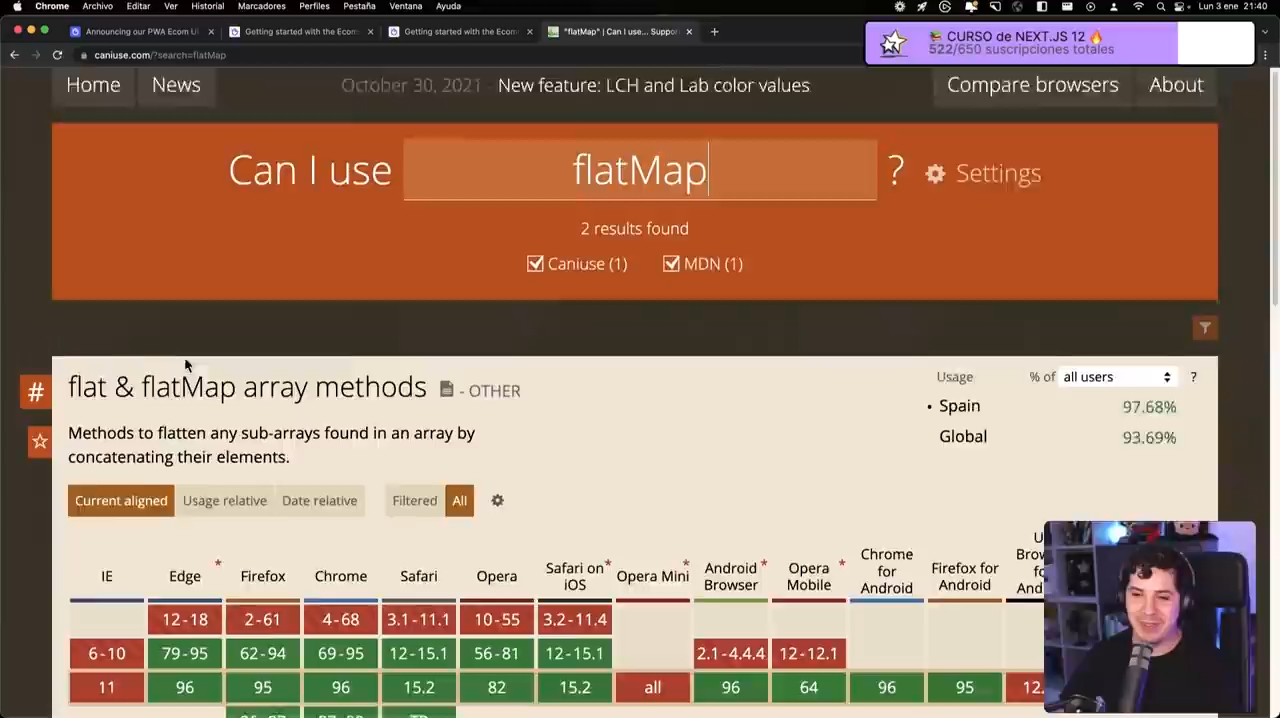 Chrome Archivo Editar Ver Historial Marcadores Perfiles Pestaña Ventana Ayuda
Lun 3 ene 21:40
Announcing our PWA Ecom UI
Getting started with the Ecom
Getting started with the Ecom
"flatMap" | Can I use... Suppor
CURSO de NEXT.JS 12
522/650 suscripciones totales
caniuse.com/?search=flatMap
Home News October 30, 2021 New feature: LCH and Lab color values Compare browsers About
Can I use flatMap ? Settings
2 results found
Caniuse (1) MDN (1)
# flat & flatMap array methods - OTHER
Usage % of all users ?
Spain 97.68%
Global 93.69%
Methods to flatten any sub-arrays found in an array by
concatenating their elements.
Current aligned Usage relative Date relative Filtered All
IE Edge * Firefox Chrome Safari Opera Safari on iOS * Opera Mini * Android Browser * Opera Mobile * Chrome for Android Firefox for Android
12-18 2-61 4-68 3.1-11.1 10-55 3.2-11.4
6-10 79-95 62-94 69-95 12-15.1 56-81 12-15.1 2.1-4.4.4 12-12.1
11 96 95 96 15.2 82 15.2 all 96 64 96 95 12.